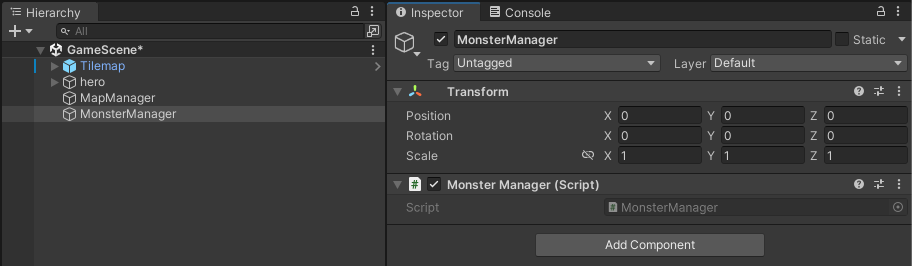 Hierarchy
All
GameScene*
Tilemap
hero
MapManager
MonsterManager
Inspector
Console
MonsterManager
Static
Tag Untagged Layer Default
Transform
Position X 0 Y 0 Z 0
Rotation X 0 Y 0 Z 0
Scale X 1 Y 1 Z 1
# Monster Manager (Script)
Script # MonsterManager
Add Component